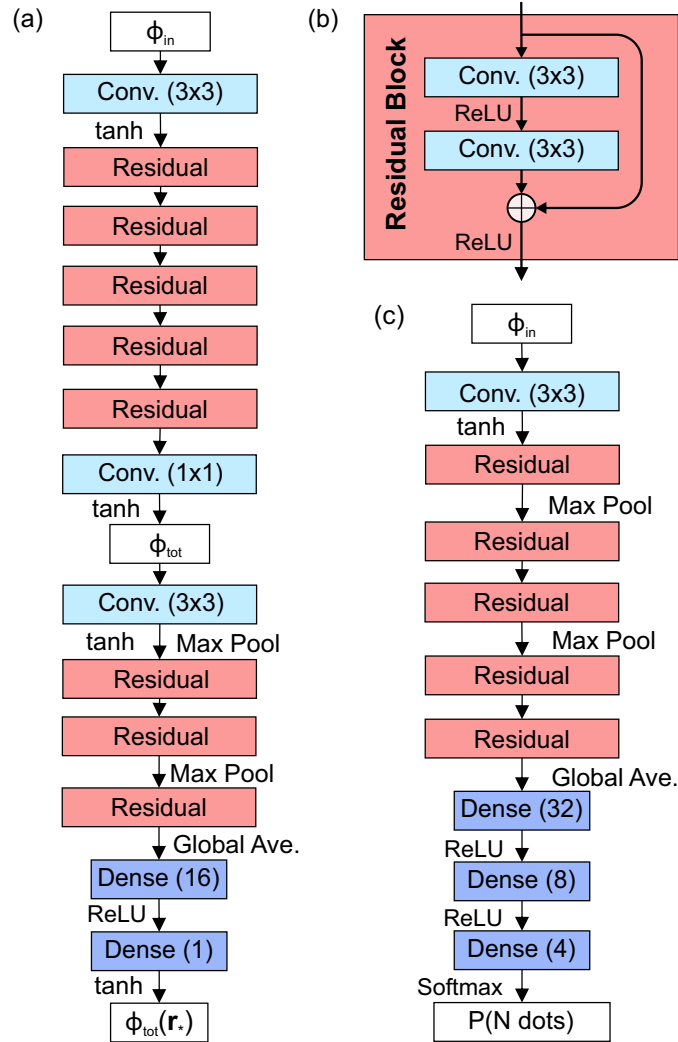 (a)
ϕin
Conv. (3x3)
tanh
Residual
Residual
Residual
Residual
Residual
Conv. (1x1)
tanh
ϕtot
Conv. (3x3)
tanh Max Pool
Residual
Residual
Max Pool
Residual
Global Ave.
Dense (16)
ReLU
Dense (1)
tanh
ϕtot(r*)
(b)
Residual Block
Conv. (3x3)
ReLU
Conv. (3x3)
ReLU
(c)
ϕin
Conv. (3x3)
tanh
Residual
Max Pool
Residual
Residual
Max Pool
Residual
Residual
Global Ave.
Dense (32)
ReLU
Dense (8)
ReLU
Dense (4)
Softmax
P(N dots)